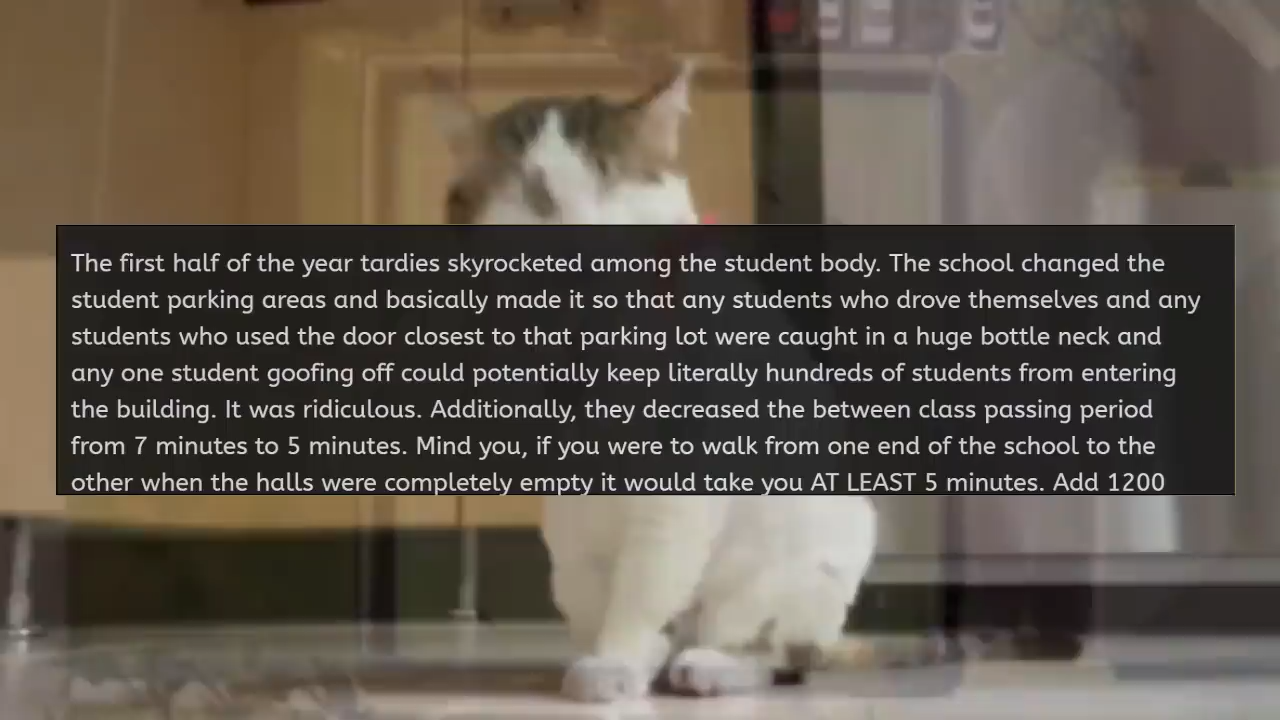 The first half of the year tardies skyrocketed among the student body. The school changed the
student parking areas and basically made it so that any students who drove themselves and any
students who used the door closest to that parking lot were caught in a huge bottle neck and
any one student goofing off could potentially keep literally hundreds of students from entering
the building. It was ridiculous. Additionally, they decreased the between class passing period
from 7 minutes to 5 minutes. Mind you, if you were to walk from one end of the school to the
other when the halls were completely empty it would take you AT LEAST 5 minutes. Add 1200